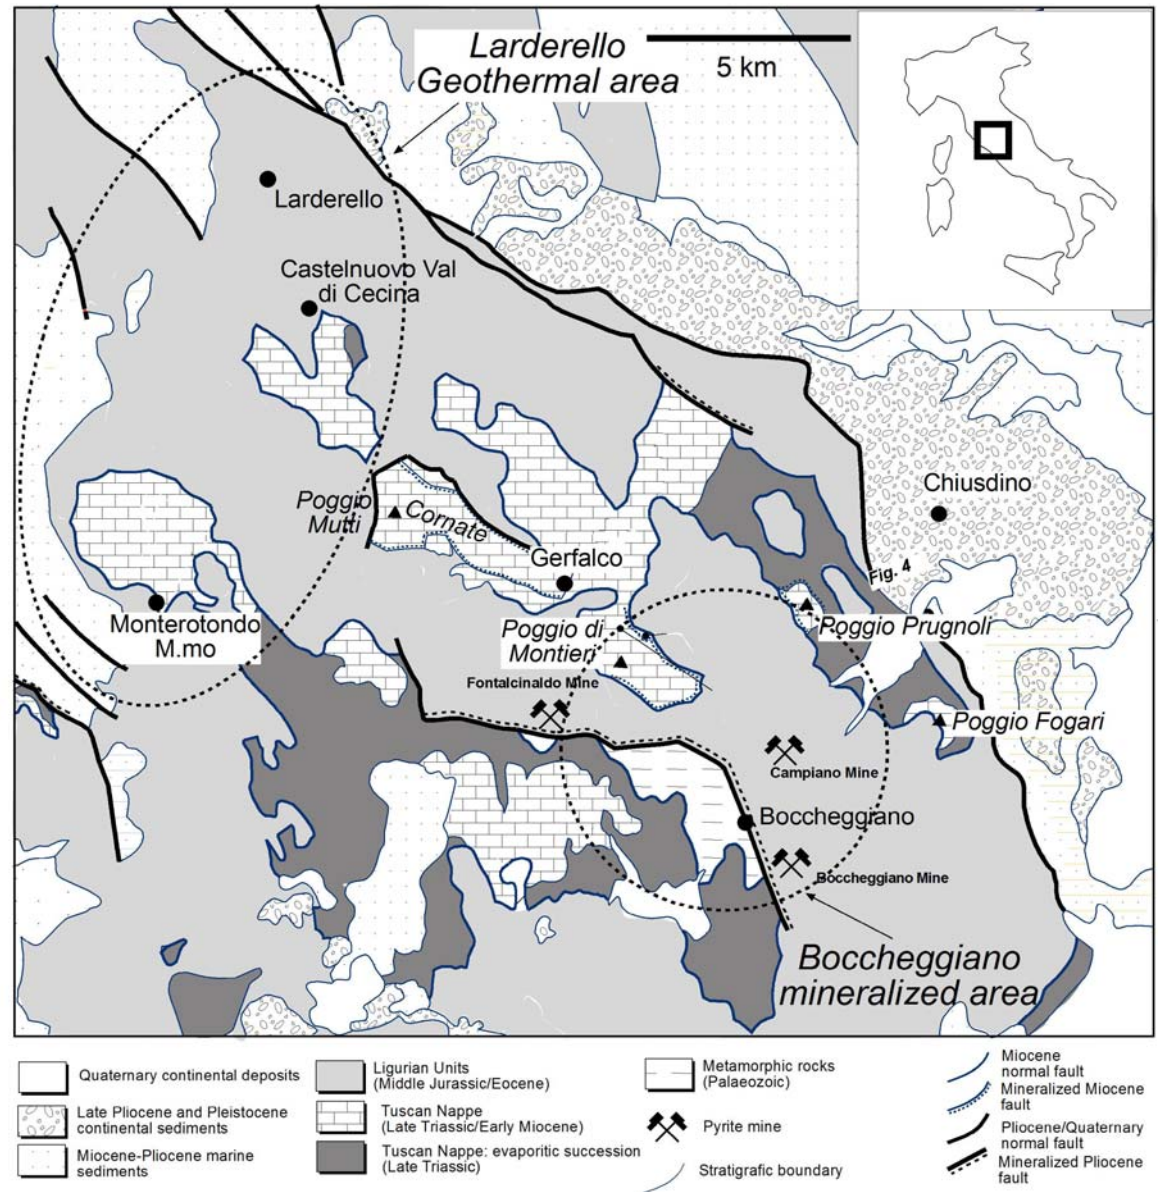 Larderello
Geothermal area
5 km
Larderello
Castelnuovo Val
di Cecina
Chiusdino
Poggio
Mutti
Cornate
Gerfalco
Fig. 4
Monterotondo
M.mo
Poggio di
Montieri
Poggio Prugnoli
Fontalcinaldo Mine
Poggio Fogari
Campiano Mine
Boccheggiano
Boccheggiano Mine
Boccheggiano
mineralized area
Quaternary continental deposits
Late Pliocene and Pleistocene
continental sediments
Miocene-Pliocene marine
sediments
Ligurian Units
(Middle Jurassic/Eocene)
Tuscan Nappe
(Late Triassic/Early Miocene)
Tuscan Nappe: evaporitic succession
(Late Triassic)
Metamorphic rocks
(Palaeozoic)
Pyrite mine
Stratigrafic boundary
Miocene
normal fault
Mineralized Miocene
fault
Pliocene/Quaternary
normal fault
Mineralized Pliocene
fault